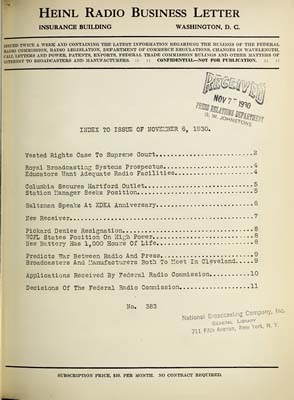 HEINL RADIO BUSINESS LETTER
INSURANCE BUILDING WASHINGTON, D. C.
ISSUED TWICE A WEEK AND CONTAINING THE LATEST INFORMATION REGARDING THE RULINGS OF THE FEDERAL
RADIO COMMISSION, RADIO LEGISLATION, DEPARTMENT OF COMMERCE REGULATIONS, CHANGES IN WAVELENGTH,
CALL LETTERS AND POWER, PATENTS, EXPORTS, FEDERAL TRADE COMMISSION RULINGS AND OTHER MATTERS OF
INTEREST TO BROADCASTERS AND MANUFACTURERS :: :: CONFIDENTIAL—NOT FOR PUBLICATION. :: ::
RECEIVED
NOV 7 1930
PRESS RELATIONS DEPARTMENT
G. W. JOHNSTONE
INDEX TO ISSUE OF NOVEMBER 6, 1930.
Vested Rights Case To Supreme Court....................2
Royal Broadcasting Systems Prospectus..................4
Educators Want Adequate Radio Facilities...............4
Columbia Secures Hartford Outlet.......................5
Station Manager Seeks Position.........................5
Saltzman Speaks At KDKA Anniversary....................6
New Receiver...........................................7
Pickard Denies Resignation.............................8
WCFL States Position On High Power.....................8
New Battery Has 1,000 Hours Of Life....................8
Predicts War Between Radio And Press...................9
Broadcasters And Manufacturers Both To Meet In Cleveland....9
Applications Received By Federal Radio Commission......10
Decisions Of The Federal Radio Commission..............11
No. 383
National Broadcasting Company, Inc.
GENERAL LIBRARY
711 Fifth Avenue, New York, N. Y.
SUBSCRIPTION PRICE, $10. PER MONTH. NO CONTRACT REQUIRED.